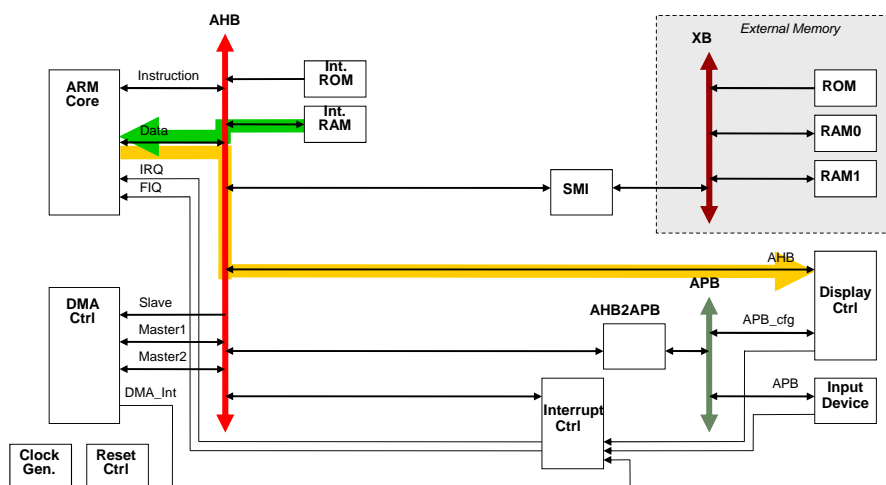 AHB
External Memory
XB
ARM
Core
Instruction
Int.
ROM
ROM
Int.
RAM
Data
RAM0
IRQ
FIQ
SMI
RAM1
AHB
APB
Display
Ctrl
DMA
Ctrl
Slave
AHB2APB
Master1
APB_cfg
Master2
DMA_Int
APB
Input
Device
Interrupt
Ctrl
Clock
Gen.
Reset
Ctrl